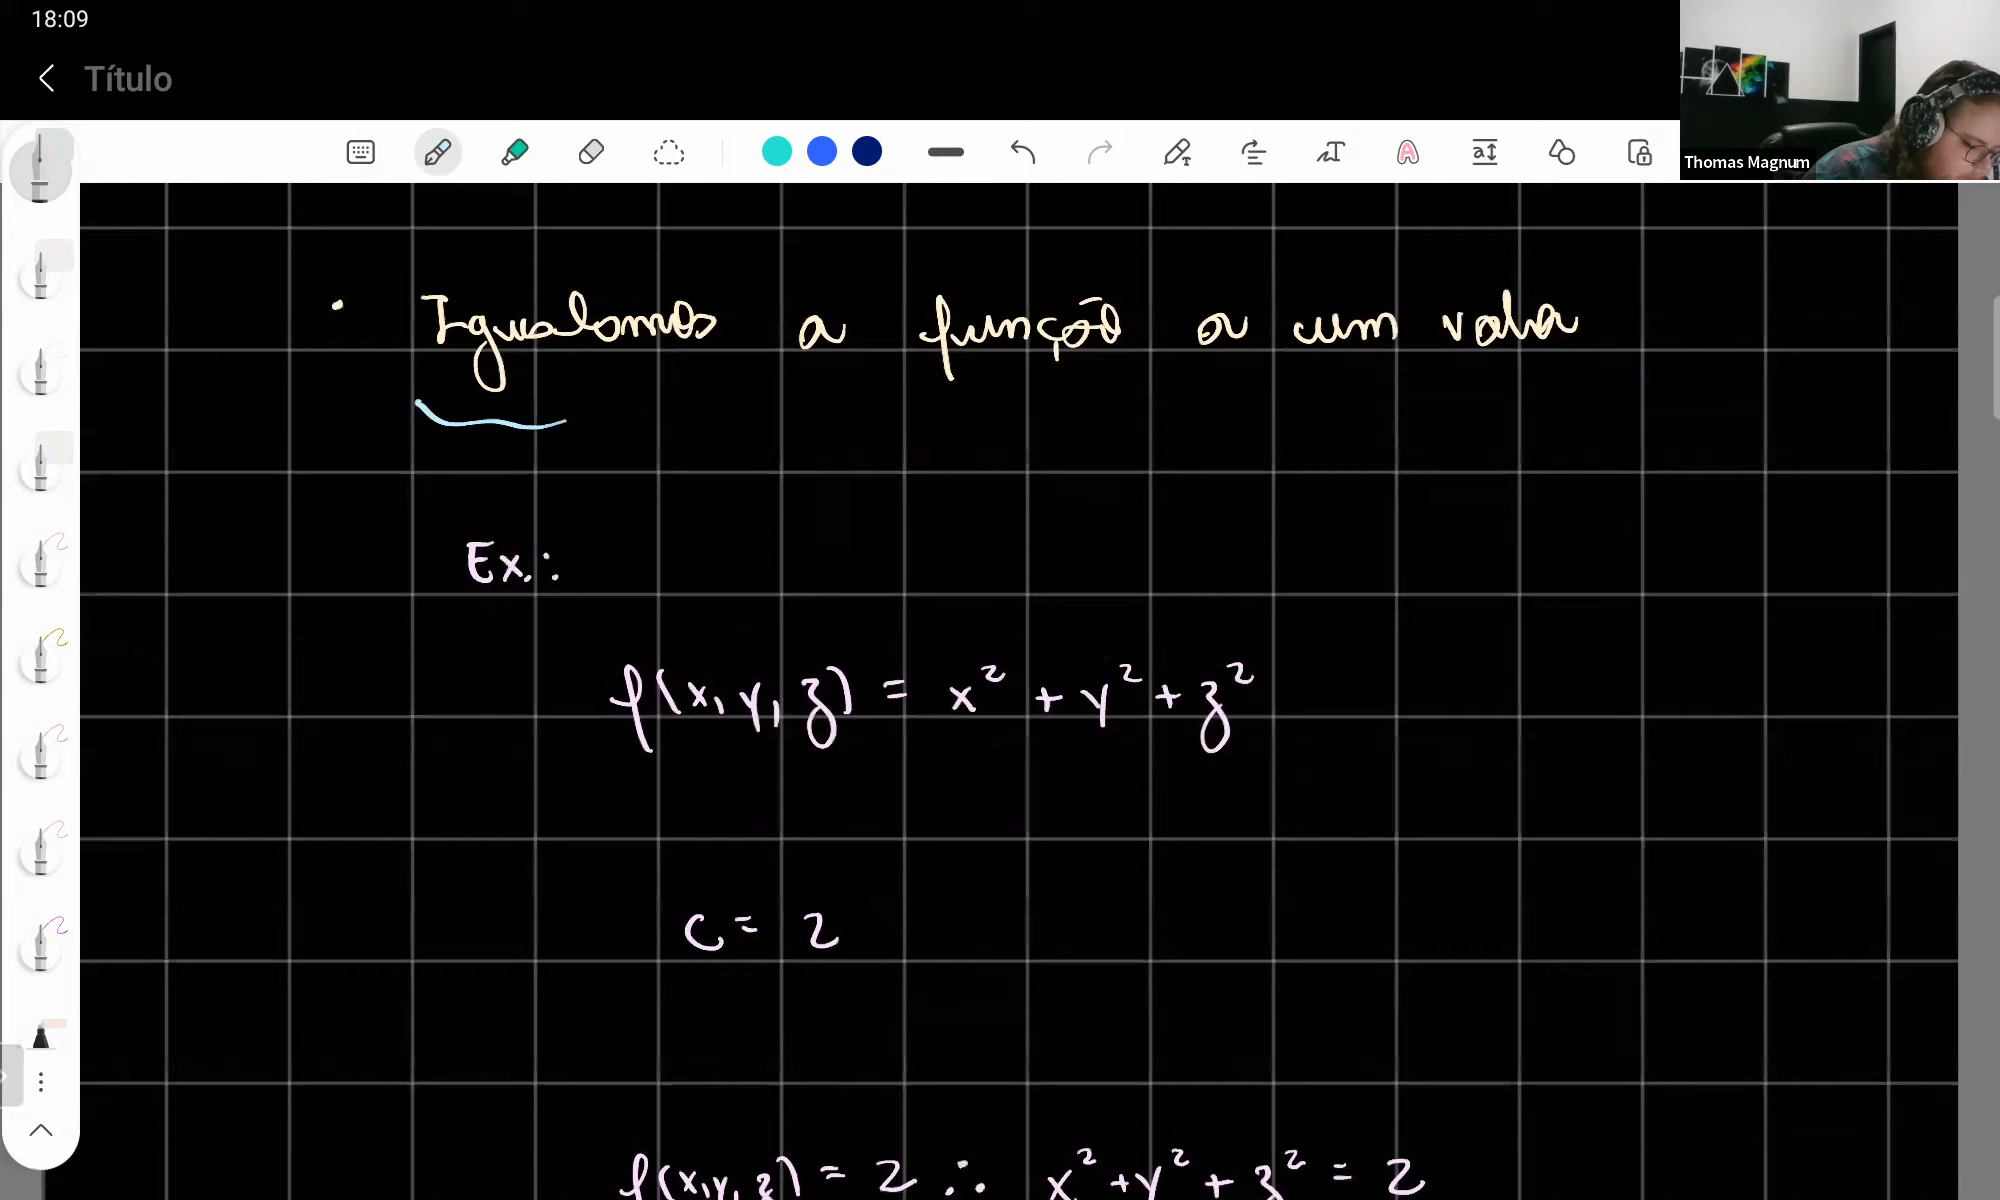 18:09
Título
Thomas Magnum
• Igualamos a função a um valor
Ex.:
f(x, y, z) = x² + y² + z²
c = 2
f(x,y,z) = 2 ∴ x² + y² + z² = 2